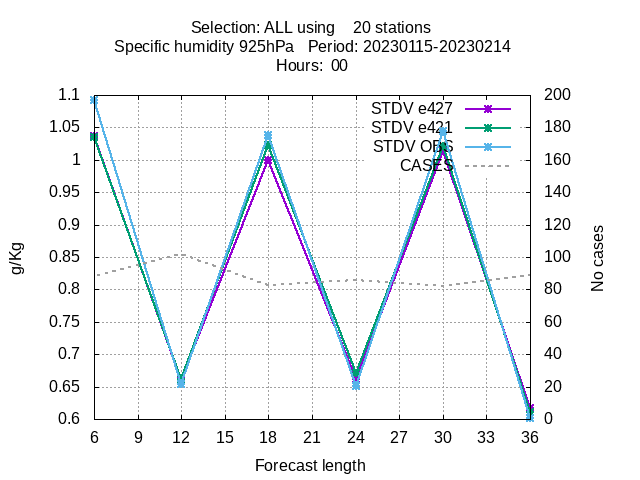 Selection: ALL using    20 stations
Specific humidity 925hPa   Period: 20230115-20230214
Hours:  00
1.1
1.05
1
0.95
0.9
0.85
0.8
0.75
0.7
0.65
0.6
g/Kg
STDV e427
STDV e421
STDV OBS
CASES
200
180
160
140
120
100
80
60
40
20
0
No cases
6 9 12 15 18 21 24 27 30 33 36
Forecast length